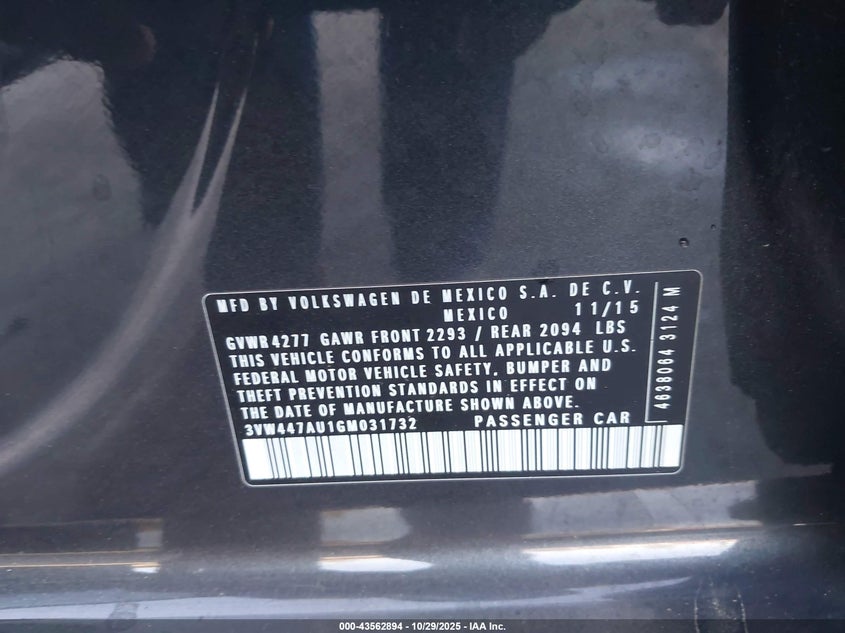 MFD BY VOLKSWAGEN DE MEXICO S.A. DE C.V.
MEXICO 11/15
GVWR 4277 GAWR FRONT 2293 / REAR 2094 LBS
THIS VEHICLE CONFORMS TO ALL APPLICABLE U.S.
FEDERAL MOTOR VEHICLE SAFETY, BUMPER AND
THEFT PREVENTION STANDARDS IN EFFECT ON
THE DATE OF MANUFACTURE SHOWN ABOVE.
3VW447AU1GM031732 PASSENGER CAR
4638064 3124 M
000-43562894 - 10/29/2025 - IAA Inc.